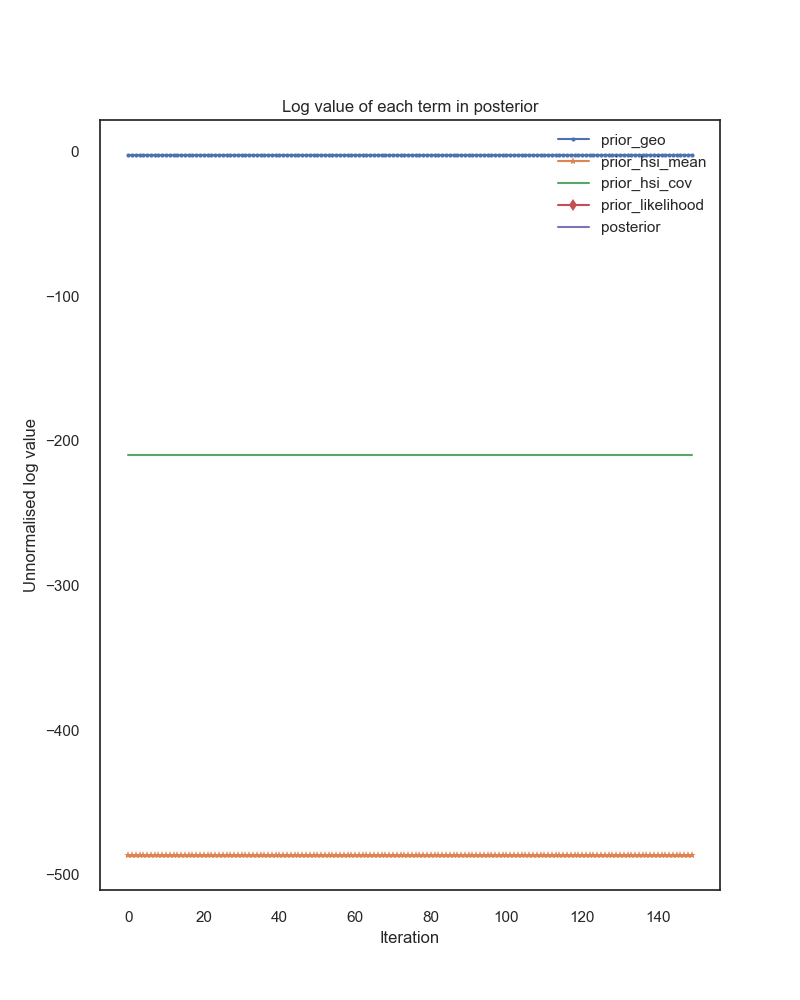 Log value of each term in posterior
prior_geo
prior_hsi_mean
prior_hsi_cov
prior_likelihood
posterior
0
−100
−200
−300
−400
−500
Unnormalised log value
0 20 40 60 80 100 120 140
Iteration